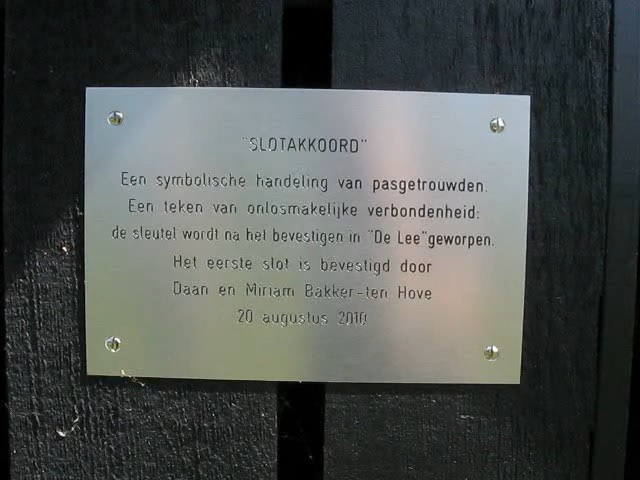 "SLOTAKKOORD"
Een symbolische handeling van pasgetrouwden.
Een teken van onlosmakelijke verbondenheid:
de sleutel wordt na het bevestigen in "De Lee" geworpen.
Het eerste slot is bevestigd door
Daan en Miriam Bakker-ten Hove
20 augustus 2010